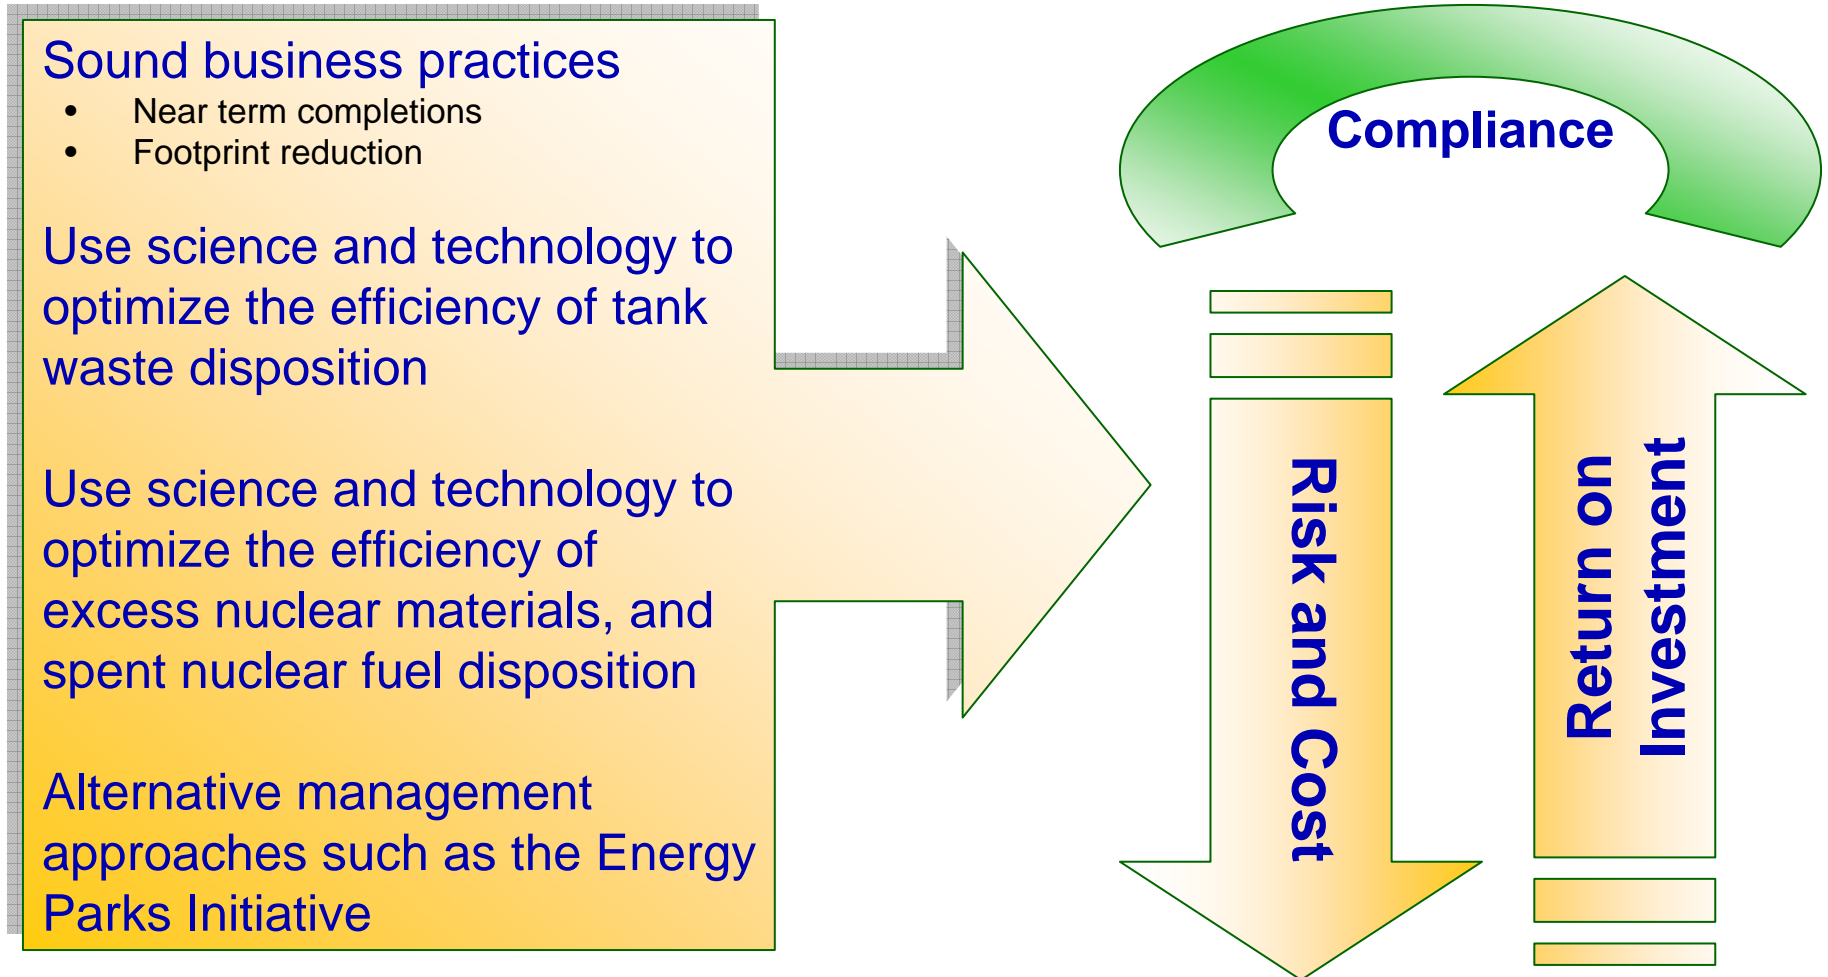 Sound business practices
• Near term completions
• Footprint reduction
Use science and technology to
optimize the efficiency of tank
waste disposition
Use science and technology to
optimize the efficiency of
excess nuclear materials, and
spent nuclear fuel disposition
Alternative management
approaches such as the Energy
Parks Initiative
Compliance
Risk and Cost
Return on
Investment